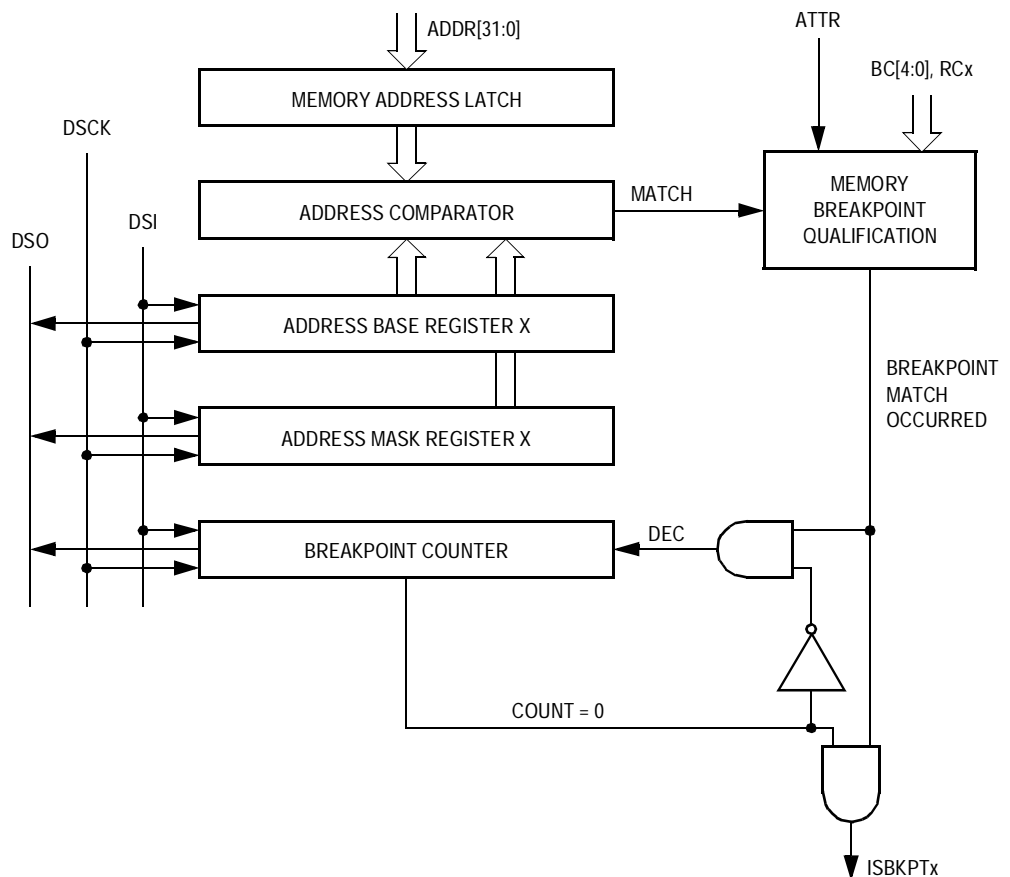 ADDR[31:0]
ATTR
BC[4:0], RCx
MEMORY ADDRESS LATCH
DSCK
MEMORY
BREAKPOINT
QUALIFICATION
MATCH
ADDRESS COMPARATOR
DSI
DSO
ADDRESS BASE REGISTER X
BREAKPOINT
MATCH
OCCURRED
ADDRESS MASK REGISTER X
DEC
BREAKPOINT COUNTER
COUNT = 0
ISBKPTx